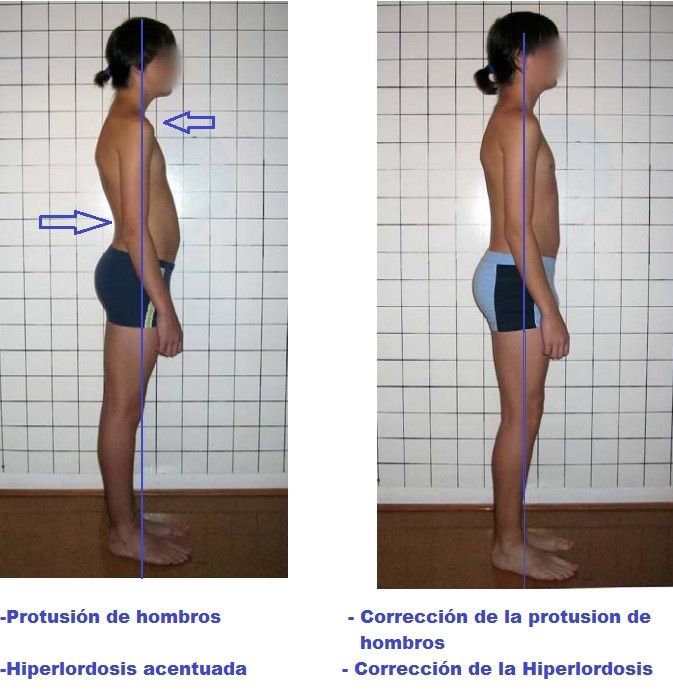 -Protusión de hombros
- Corrección de la protusion de
hombros
-Hiperlordosis acentuada
- Corrección de la Hiperlordosis